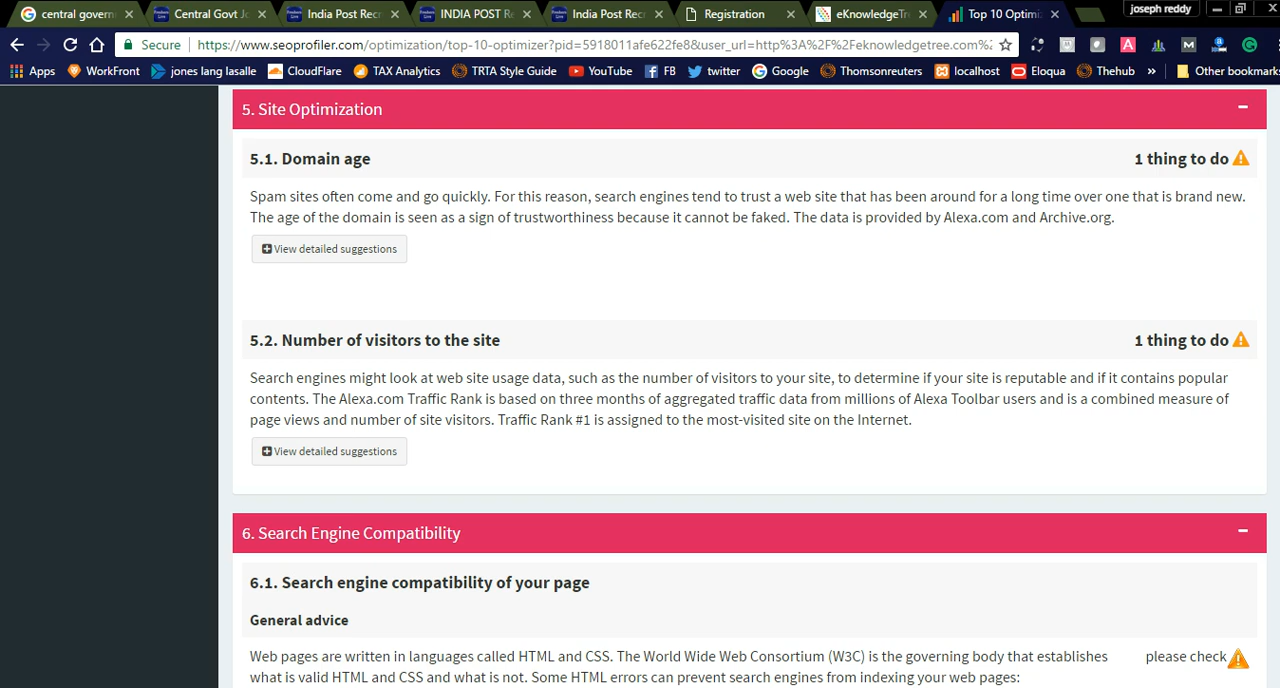 central governm
Central Govt Jo
India Post Recr
INDIA POST Re
India Post Recr
Registration
eKnowledgeTre
Top 10 Optimi
joseph reddy
Secure
https://www.seoprofiler.com/optimization/top-10-optimizer?pid=5918011afe622fe8&user_url=http%3A%2F%2Feknowledgetree.com%2
Apps WorkFront jones lang lasalle CloudFlare TAX Analytics TRTA Style Guide YouTube FB twitter Google Thomsonreuters localhost Eloqua Thehub » Other bookmarks
5. Site Optimization
5.1. Domain age 1 thing to do
Spam sites often come and go quickly. For this reason, search engines tend to trust a web site that has been around for a long time over one that is brand new.
The age of the domain is seen as a sign of trustworthiness because it cannot be faked. The data is provided by Alexa.com and Archive.org.
View detailed suggestions
5.2. Number of visitors to the site 1 thing to do
Search engines might look at web site usage data, such as the number of visitors to your site, to determine if your site is reputable and if it contains popular
contents. The Alexa.com Traffic Rank is based on three months of aggregated traffic data from millions of Alexa Toolbar users and is a combined measure of
page views and number of site visitors. Traffic Rank #1 is assigned to the most-visited site on the Internet.
View detailed suggestions
6. Search Engine Compatibility
6.1. Search engine compatibility of your page
General advice
Web pages are written in languages called HTML and CSS. The World Wide Web Consortium (W3C) is the governing body that establishes please check
what is valid HTML and CSS and what is not. Some HTML errors can prevent search engines from indexing your web pages: